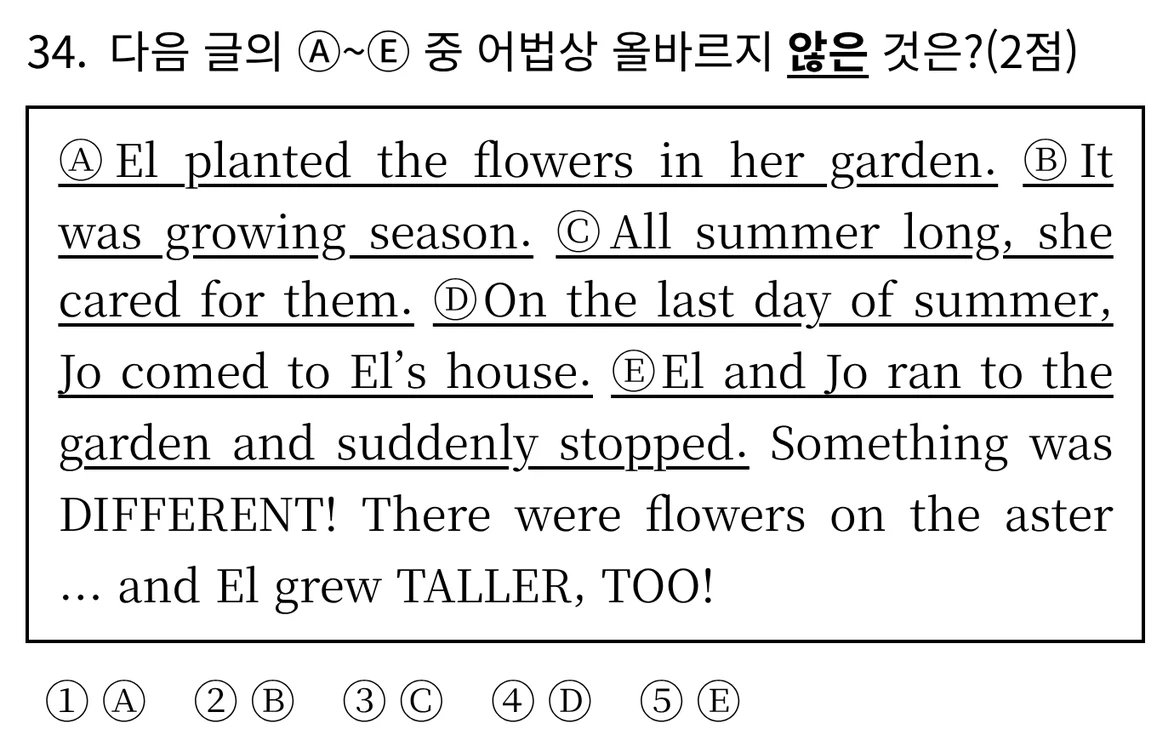 34. 다음 글의 Ⓐ~Ⓔ 중 어법상 올바르지 않은 것은?(2점)
Ⓐ El planted the flowers in her garden. Ⓑ It
was growing season. Ⓒ All summer long, she
cared for them. Ⓓ On the last day of summer,
Jo comed to El’s house. Ⓔ El and Jo ran to the
garden and suddenly stopped. Something was
DIFFERENT! There were flowers on the aster
… and El grew TALLER, TOO!
① Ⓐ ② Ⓑ ③ Ⓒ ④ Ⓓ ⑤ Ⓔ